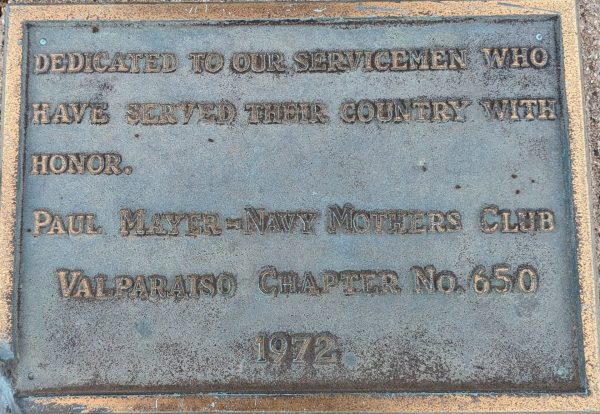 DEDICATED TO OUR SERVICEMEN WHO
HAVE SERVED THEIR COUNTRY WITH
HONOR.
PAUL MAYER-NAVY MOTHERS CLUB
VALPARAISO CHAPTER NO. 650
1972